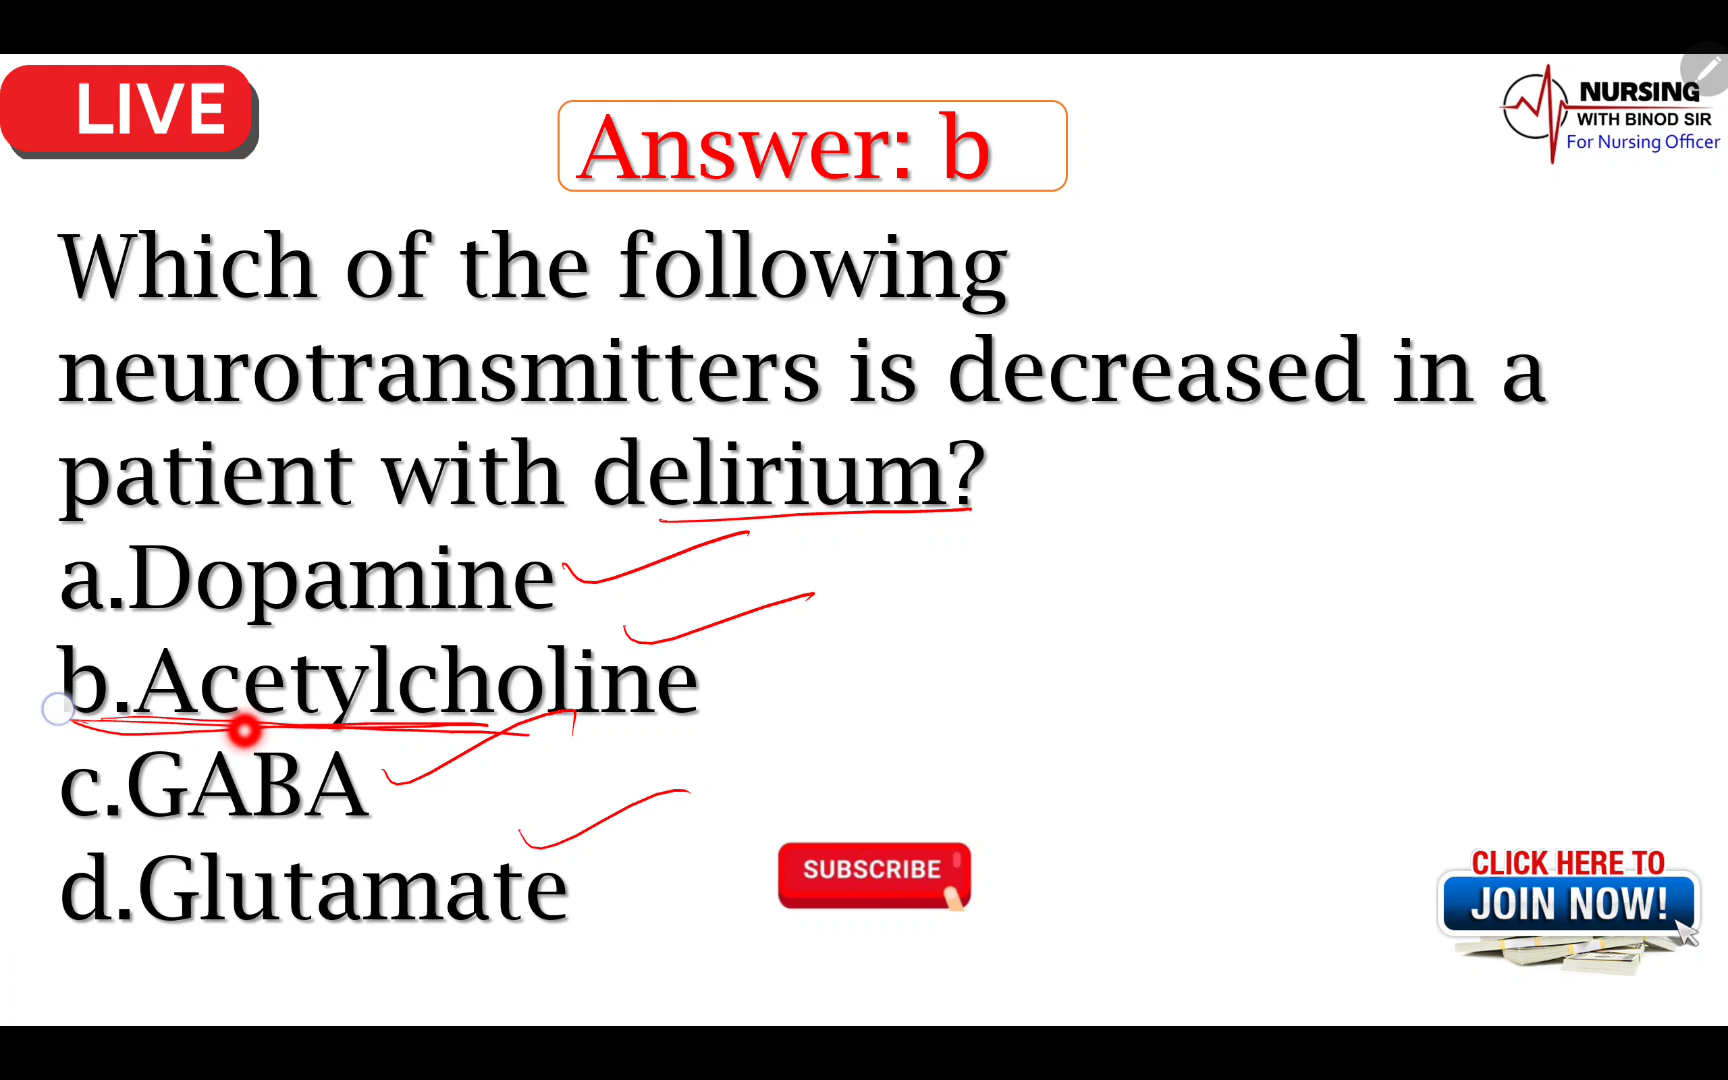 LIVE
Answer: b
NURSING
WITH BINOD SIR
For Nursing Officer
Which of the following
neurotransmitters is decreased in a
patient with delirium?
a.Dopamine
b.Acetylcholine
c.GABA
d.Glutamate
SUBSCRIBE
CLICK HERE TO
JOIN NOW!